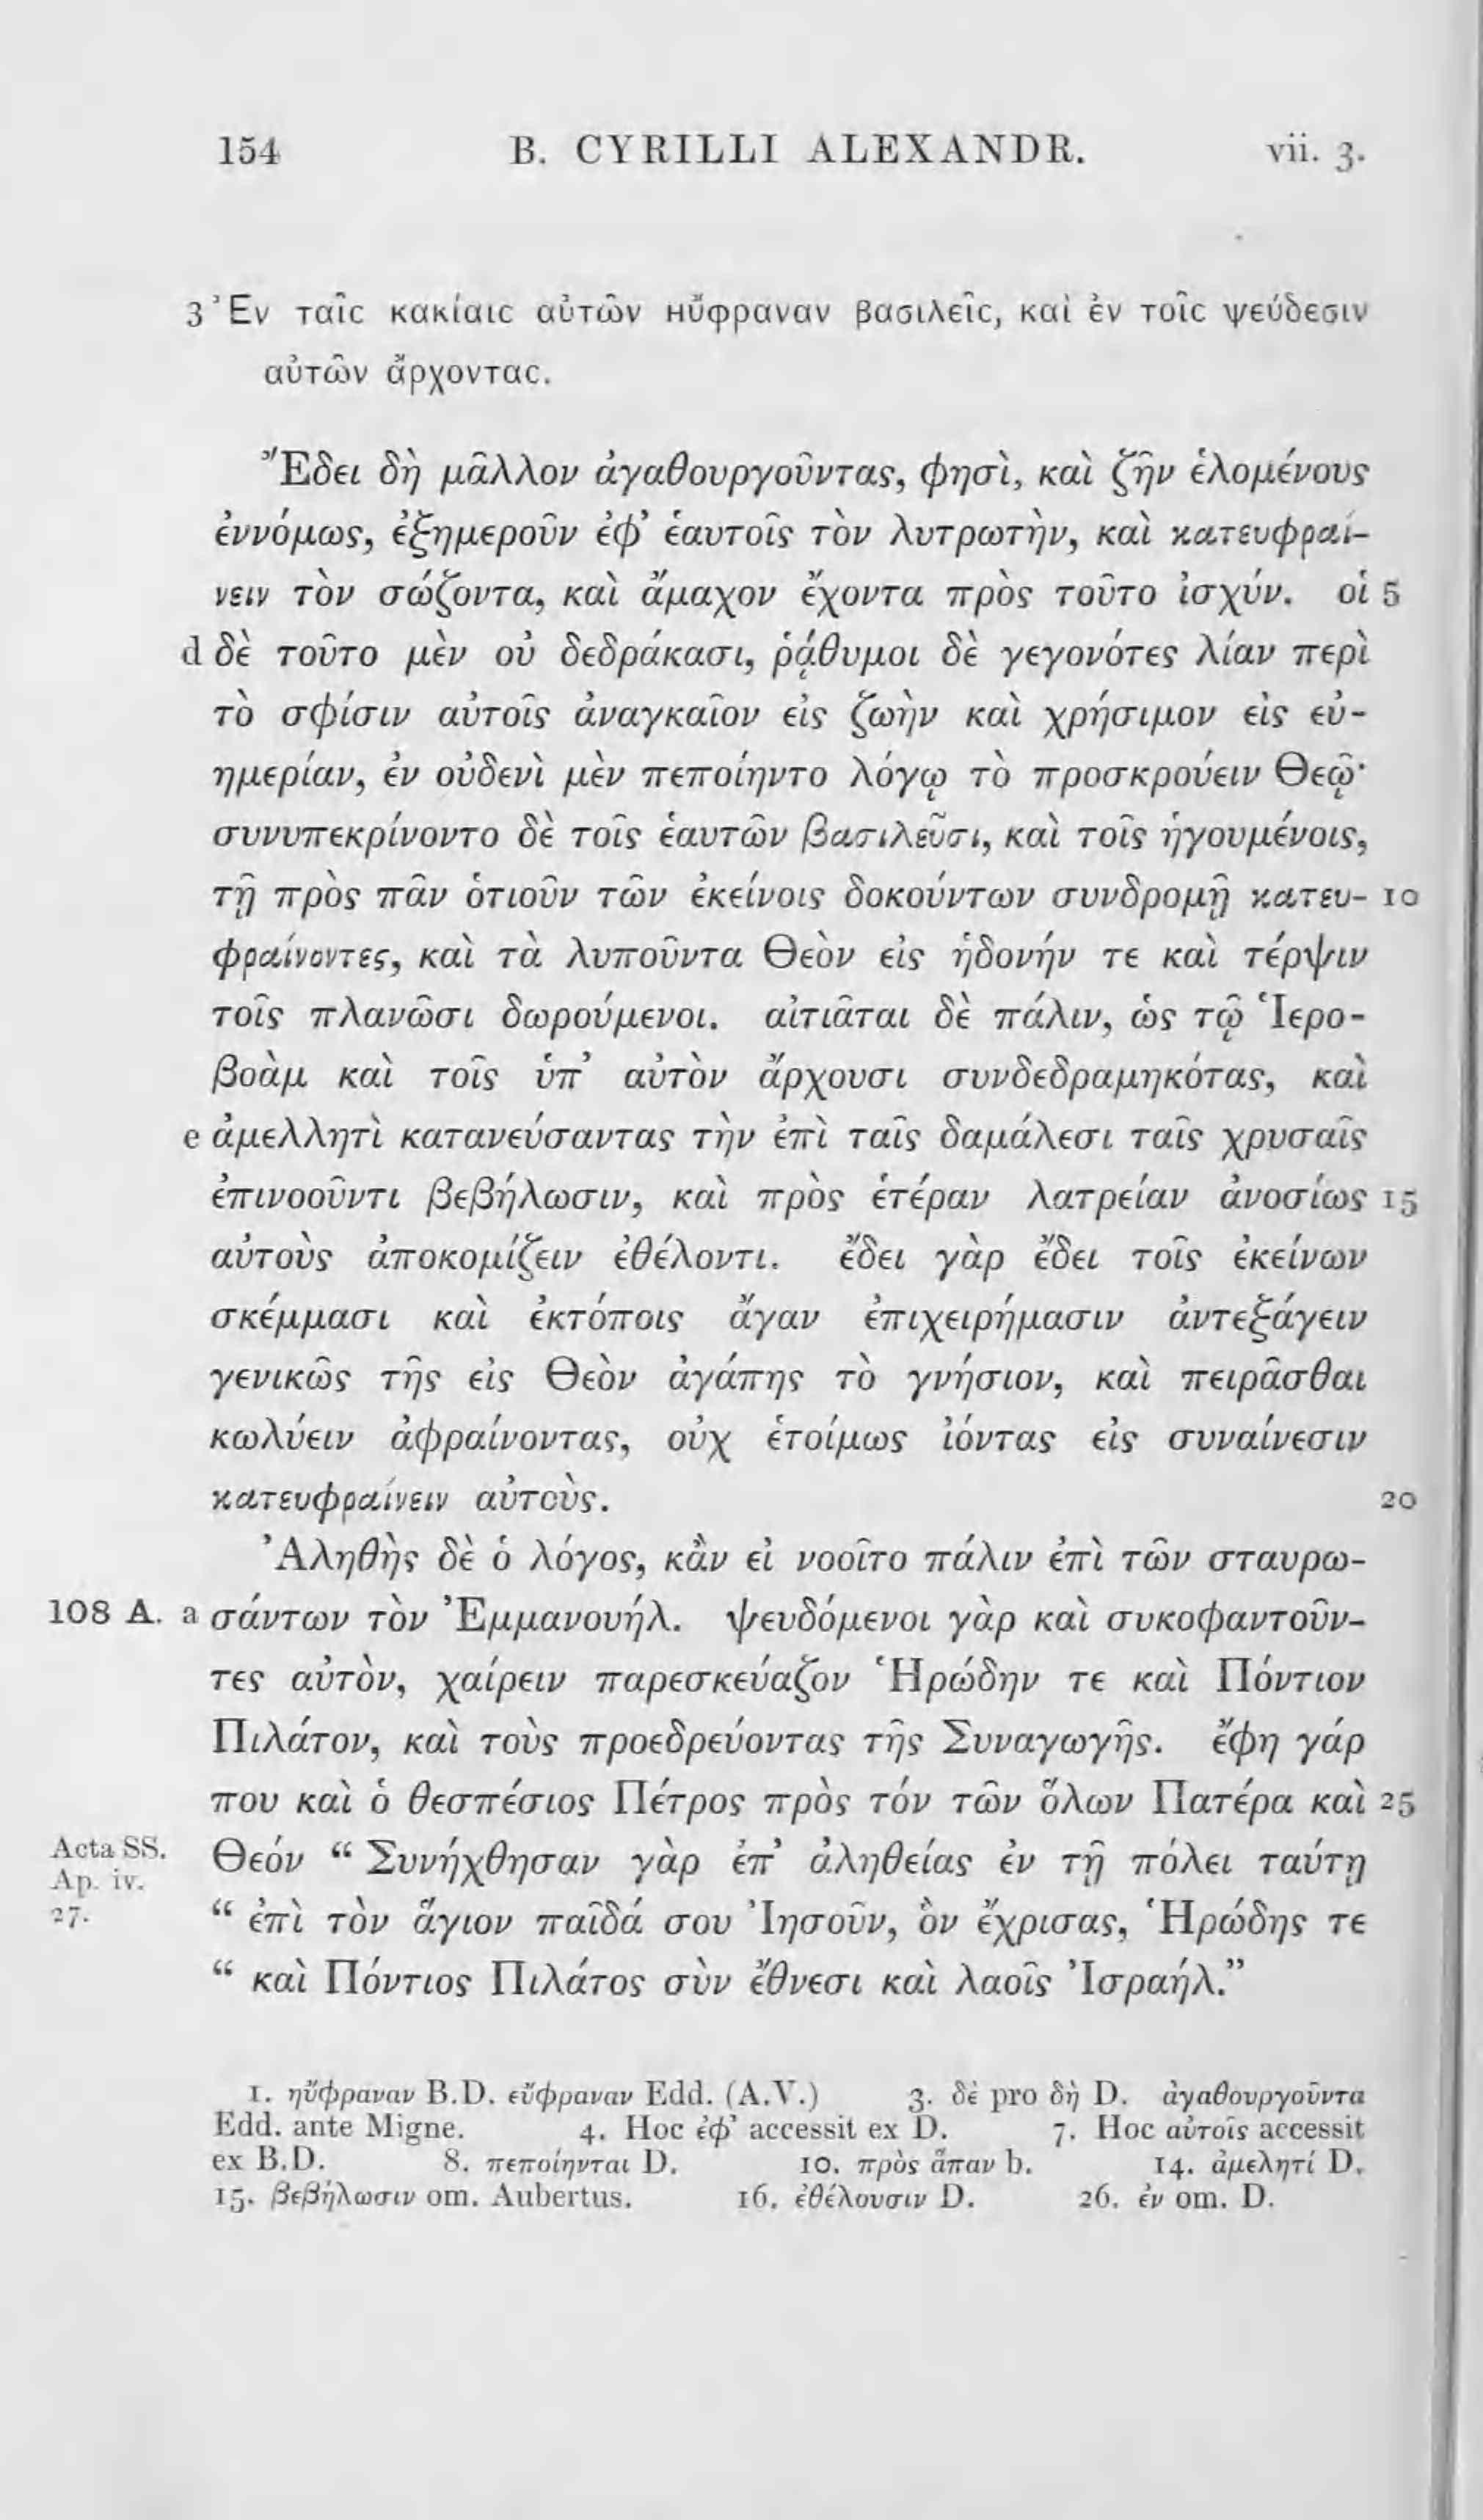 154 B. CYRILLI ALEXANDR. vii. 3.
3 Ἐν ταῖς κακίαις αὐτῶν ηὔφραναν βασιλεῖς, καὶ ἐν τοῖς ψεύδεσιν
αὐτῶν ἄρχοντας.
Ἔδει δὴ μᾶλλον ἀγαθουργοῦντας, φησὶ, καὶ ζῆν ἑλομένους
ἐννόμως, ἐξημεροῦν ἐφ’ ἑαυτοῖς τὸν λυτρωτὴν, καὶ κατευφραί-
νειν τὸν σώζοντα, καὶ ἄμαχον ἔχοντα πρὸς τοῦτο ἰσχύν. οἱ 5
d δὲ τοῦτο μὲν οὐ δεδράκασι, ῥᾴθυμοι δὲ γεγονότες λίαν περὶ
τὸ σφίσιν αὐτοῖς ἀναγκαῖον εἰς ζωὴν καὶ χρήσιμον εἰς εὐ-
ημερίαν, ἐν οὐδενὶ μὲν πεποίηντο λόγῳ τὸ προσκρούειν Θεῷ·
συνυπεκρίνοντο δὲ τοῖς ἑαυτῶν βασιλεῦσι, καὶ τοῖς ἡγουμένοις,
τῇ πρὸς πᾶν ὁτιοῦν τῶν ἐκείνοις δοκούντων συνδρομῇ κατευ- 10
φραίνοντες, καὶ τὰ λυποῦντα Θεὸν εἰς ἡδονήν τε καὶ τέρψιν
τοῖς πλανῶσι δωρούμενοι. αἰτιᾶται δὲ πάλιν, ὡς τῷ Ἱερο-
βοὰμ καὶ τοῖς ὑπ’ αὐτὸν ἄρχουσι συνδεδραμηκότας, καὶ
e ἀμελλητὶ κατανεύσαντας τὴν ἐπὶ ταῖς δαμάλεσι ταῖς χρυσαῖς
ἐπινοοῦντι βεβήλωσιν, καὶ πρὸς ἑτέραν λατρείαν ἀνοσίως 15
αὐτοὺς ἀποκομίζειν ἐθέλοντι. ἔδει γὰρ ἔδει τοῖς ἐκείνων
σκέμμασι καὶ ἐκτόποις ἄγαν ἐπιχειρήμασιν ἀντεξάγειν
γενικῶς τῆς εἰς Θεὸν ἀγάπης τὸ γνήσιον, καὶ πειρᾶσθαι
κωλύειν ἀφραίνοντας, οὐχ ἑτοίμως ἰόντας εἰς συναίνεσιν
κατευφραίνειν αὐτούς. 20
Ἀληθὴς δὲ ὁ λόγος, κἂν εἰ νοοῖτο πάλιν ἐπὶ τῶν σταυρω-
108 A. a σάντων τὸν Ἐμμανουήλ. ψευδόμενοι γὰρ καὶ συκοφαντοῦν-
τες αὐτὸν, χαίρειν παρεσκεύαζον Ἡρώδην τε καὶ Πόντιον
Πιλάτον, καὶ τοὺς προεδρεύοντας τῆς Συναγωγῆς. ἔφη γάρ
που καὶ ὁ θεσπέσιος Πέτρος πρὸς τόν τῶν ὅλων Πατέρα καὶ 25
Acta SS. Θεόν “ Συνήχθησαν γὰρ ἐπ’ ἀληθείας ἐν τῇ πόλει ταύτῃ
Ap. iv.
27. “ ἐπὶ τὸν ἅγιον παῖδά σου Ἰησοῦν, ὃν ἔχρισας, Ἡρώδης τε
“ καὶ Πόντιος Πιλάτος σὺν ἔθνεσι καὶ λαοῖς Ἰσραήλ.”
1. ηὔφραναν B.D. εὔφραναν Edd. (A.V.) 3. δὲ pro δὴ D. ἀγαθουργοῦντα
Edd. ante Migne. 4. Hoc ἐφ’ accessit ex D. 7. Hoc αὐτοῖς accessit
ex B.D. 8. πεποίηνται D. 10. πρὸς ἅπαν b. 14. ἀμελητί D.
15. βεβήλωσιν om. Aubertus. 16. ἐθέλουσιν D. 26. ἐν om. D.